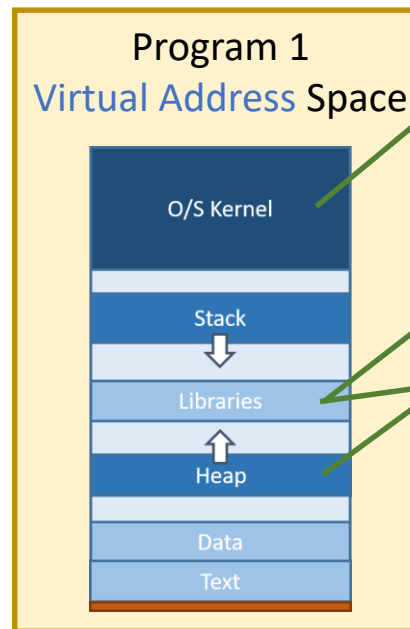 Program 1
Virtual Address Space
O/S Kernel
Stack
Libraries
Heap
Data
Text